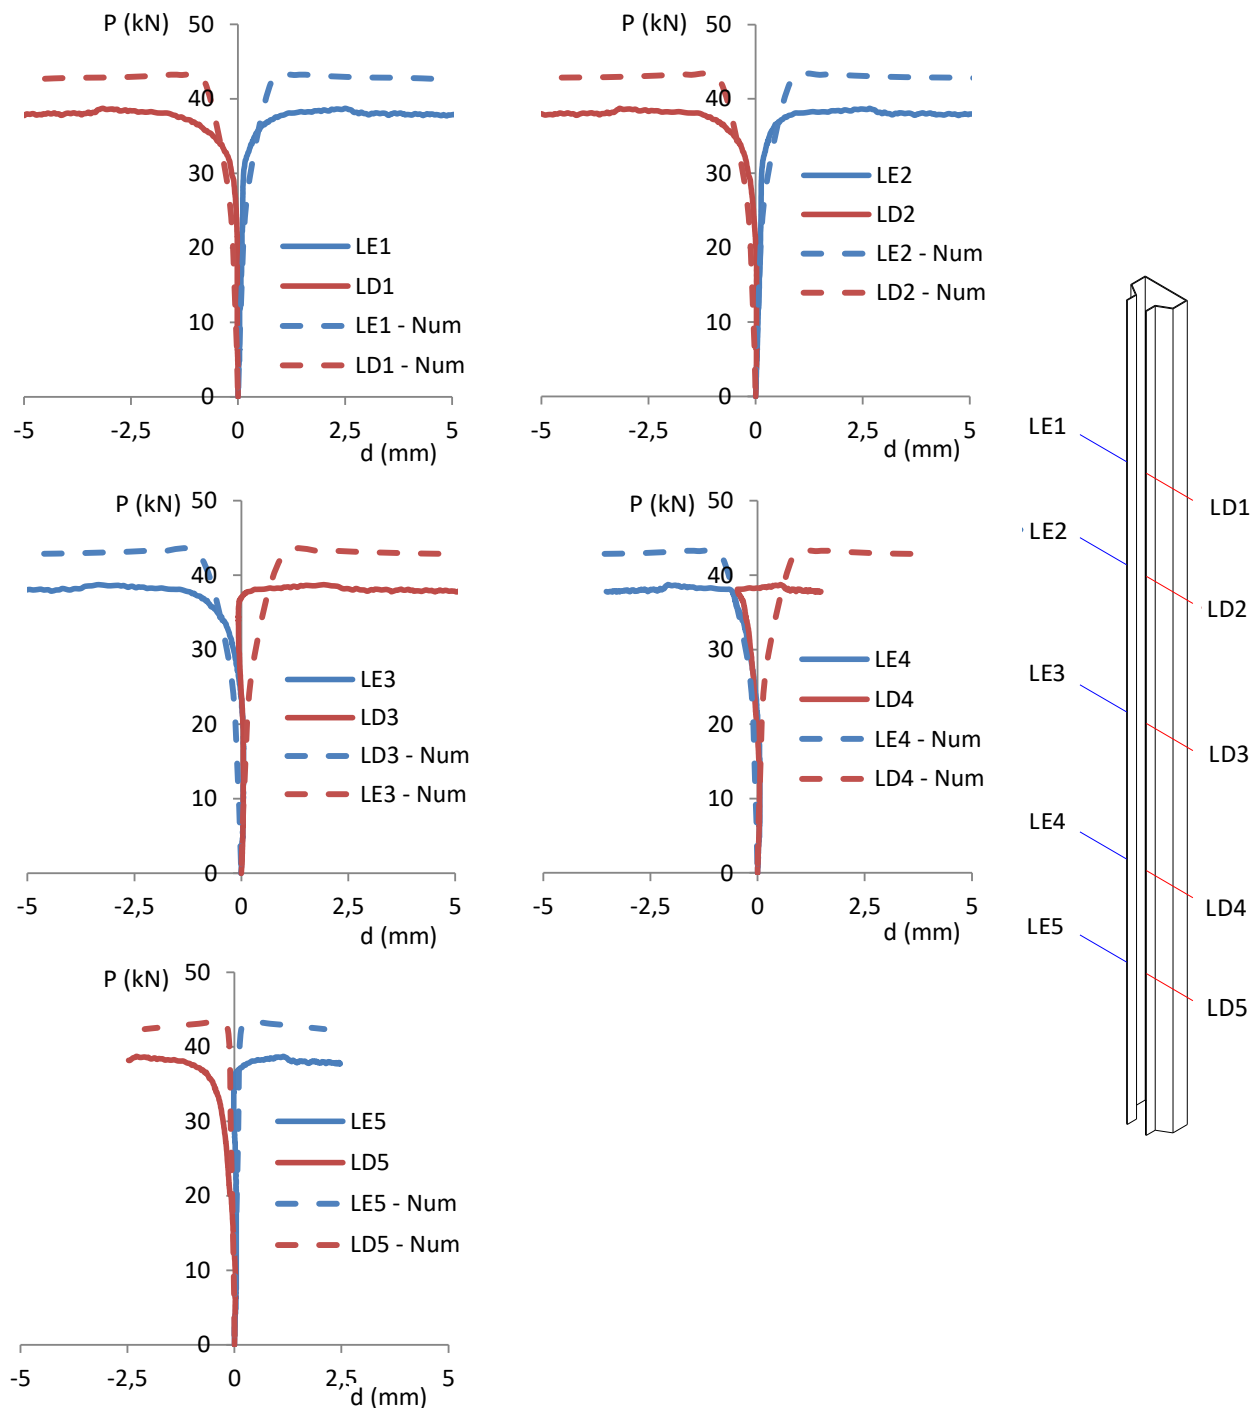 P (kN)
50
40
30
20
10
0
-5
-2,5
0
2,5
5
d (mm)
LE1
LD1
LE1 - Num
LD1 - Num
P (kN)
50
40
30
20
10
0
-5
-2,5
0
2,5
5
d (mm)
LE2
LD2
LE2 - Num
LD2 - Num
P (kN)
50
40
30
20
10
0
-5
-2,5
0
2,5
5
d (mm)
LE3
LD3
LD3 - Num
LE3 - Num
P (kN)
50
40
30
20
10
0
-5
-2,5
0
2,5
5
d (mm)
LE4
LD4
LE4 - Num
LD4 - Num
P (kN)
50
40
30
20
10
0
-5
-2,5
0
2,5
5
d (mm)
LE5
LD5
LE5 - Num
LD5 - Num
LE1
LD1
LE2
LD2
LE3
LD3
LE4
LD4
LE5
LD5